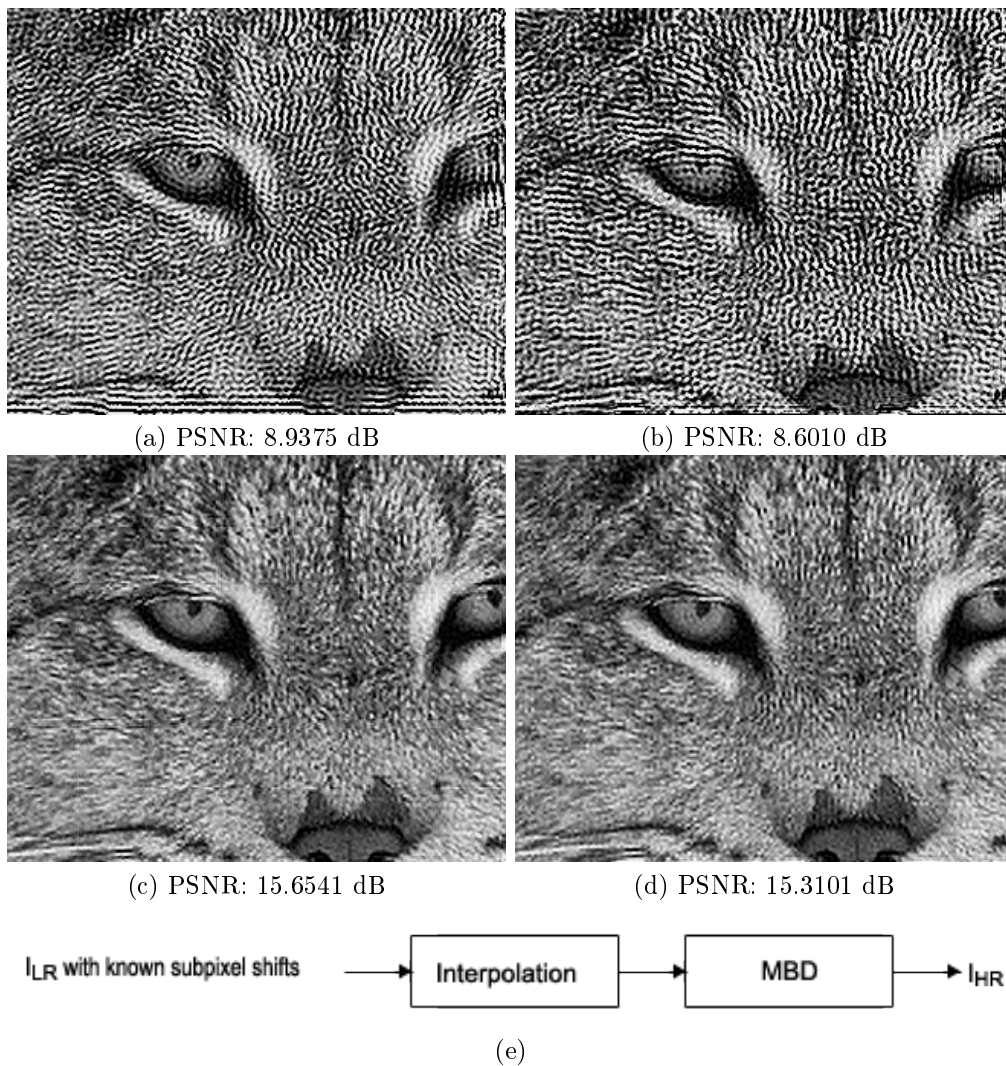 (a) PSNR: 8.9375 dB
(b) PSNR: 8.6010 dB
(c) PSNR: 15.6541 dB
(d) PSNR: 15.3101 dB
I_LR with known subpixel shifts
Interpolation
MBD
I_HR
(e)